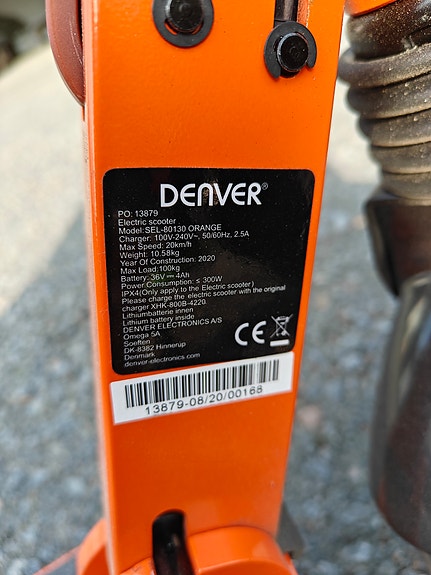 DENVER®
PO: 13879
Electric scooter
Model:SEL-80130 ORANGE
Charger: 100V-240V~, 50/60Hz, 2.5A
Max Speed: 20km/h
Weight: 10.58kg
Year Of Construction: 2020
Max Load:100kg
Battery:36V ⎓ 4Ah
Power Consumption: ≤ 300W
IPX4(Only apply to the Electric scooter)
Please charge the electric scooter with the original
charger XHK-800B-4220.
Lithiumbatterie innen
Lithium battery inside
DENVER ELECTRONICS A/S
Omega 5A
Soeften
DK-8382 Hinnerup
Denmark
denver-electronics.com
CE
13879-08/20/00168